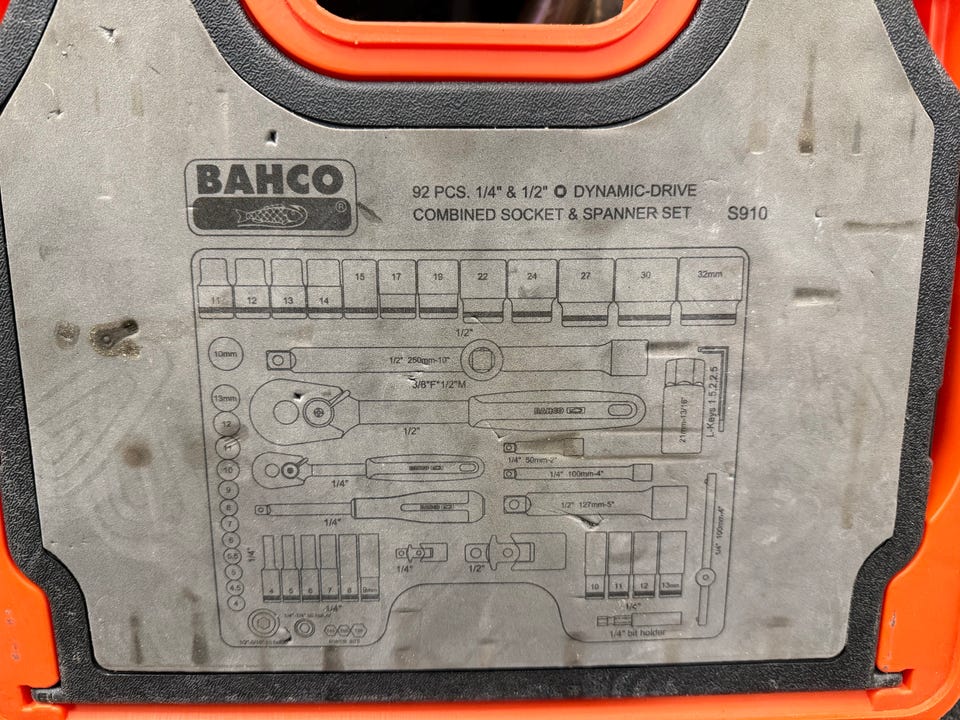 BAHCO
®
92 PCS. 1/4" & 1/2" DYNAMIC-DRIVE
COMBINED SOCKET & SPANNER SET S910
15 17 19 22 24 27 30 32mm
11 12 13 14
1/2"
10mm
1/2" 250mm-10"
3/8"F*1/2"M
13mm
12
11
BAHCO
1/2"
21mm-13/16"
L-Keys 1.5,2,2.5
1/4" 50mm-2"
10
1/4"
1/4" 100mm-4"
9
8
7
BAHCO
1/4"
1/2" 127mm-5"
1/4" 100mm-4"
6
5.5
5
4.5
4
1/4"
4 5 6 7 8 9mm
1/4"
1/4"
1/2"
10 11 12 13mm
1/4"
1/4" bit holder